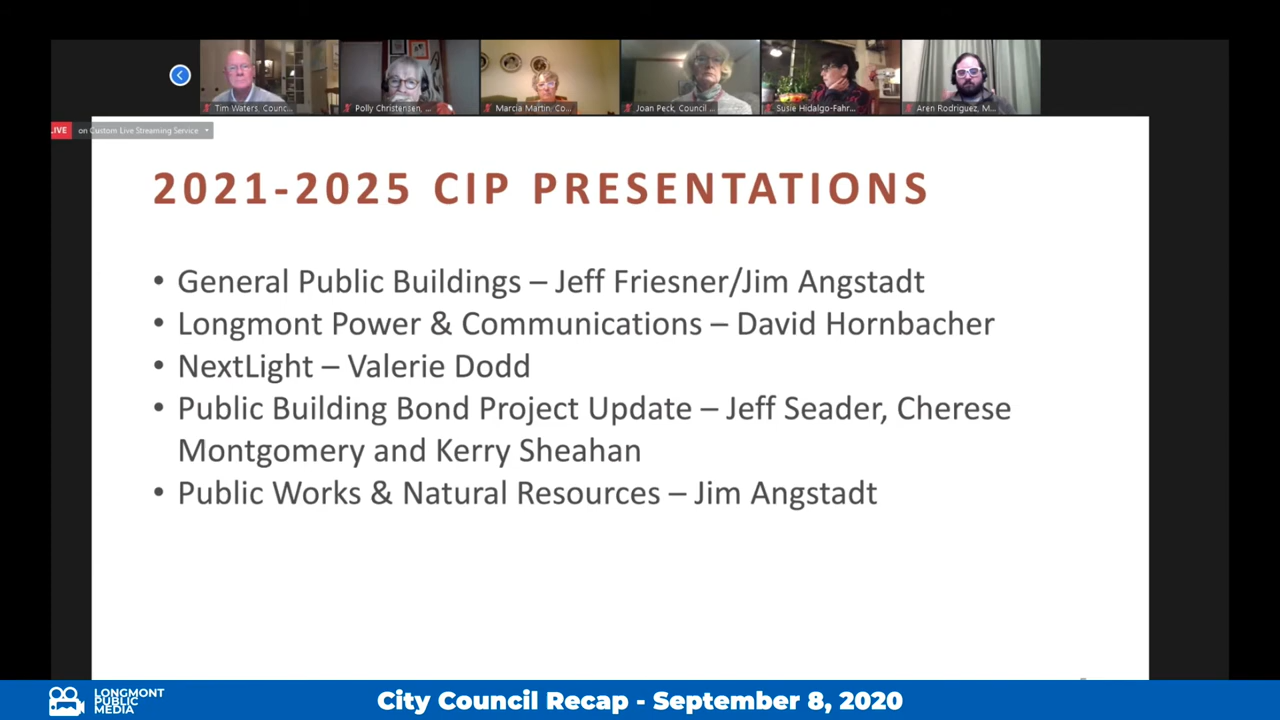 Tim Waters, Counc...
Polly Christensen, ...
Marcia Martin, Co...
Joan Peck, Council ...
Susie Hidalgo-Fahr...
Aren Rodriguez, M...
LIVE on Custom Live Streaming Service
2021-2025 CIP PRESENTATIONS
• General Public Buildings – Jeff Friesner/Jim Angstadt
• Longmont Power & Communications – David Hornbacher
• NextLight – Valerie Dodd
• Public Building Bond Project Update – Jeff Seader, Cherese
Montgomery and Kerry Sheahan
• Public Works & Natural Resources – Jim Angstadt
LONGMONT
PUBLIC
MEDIA
City Council Recap - September 8, 2020